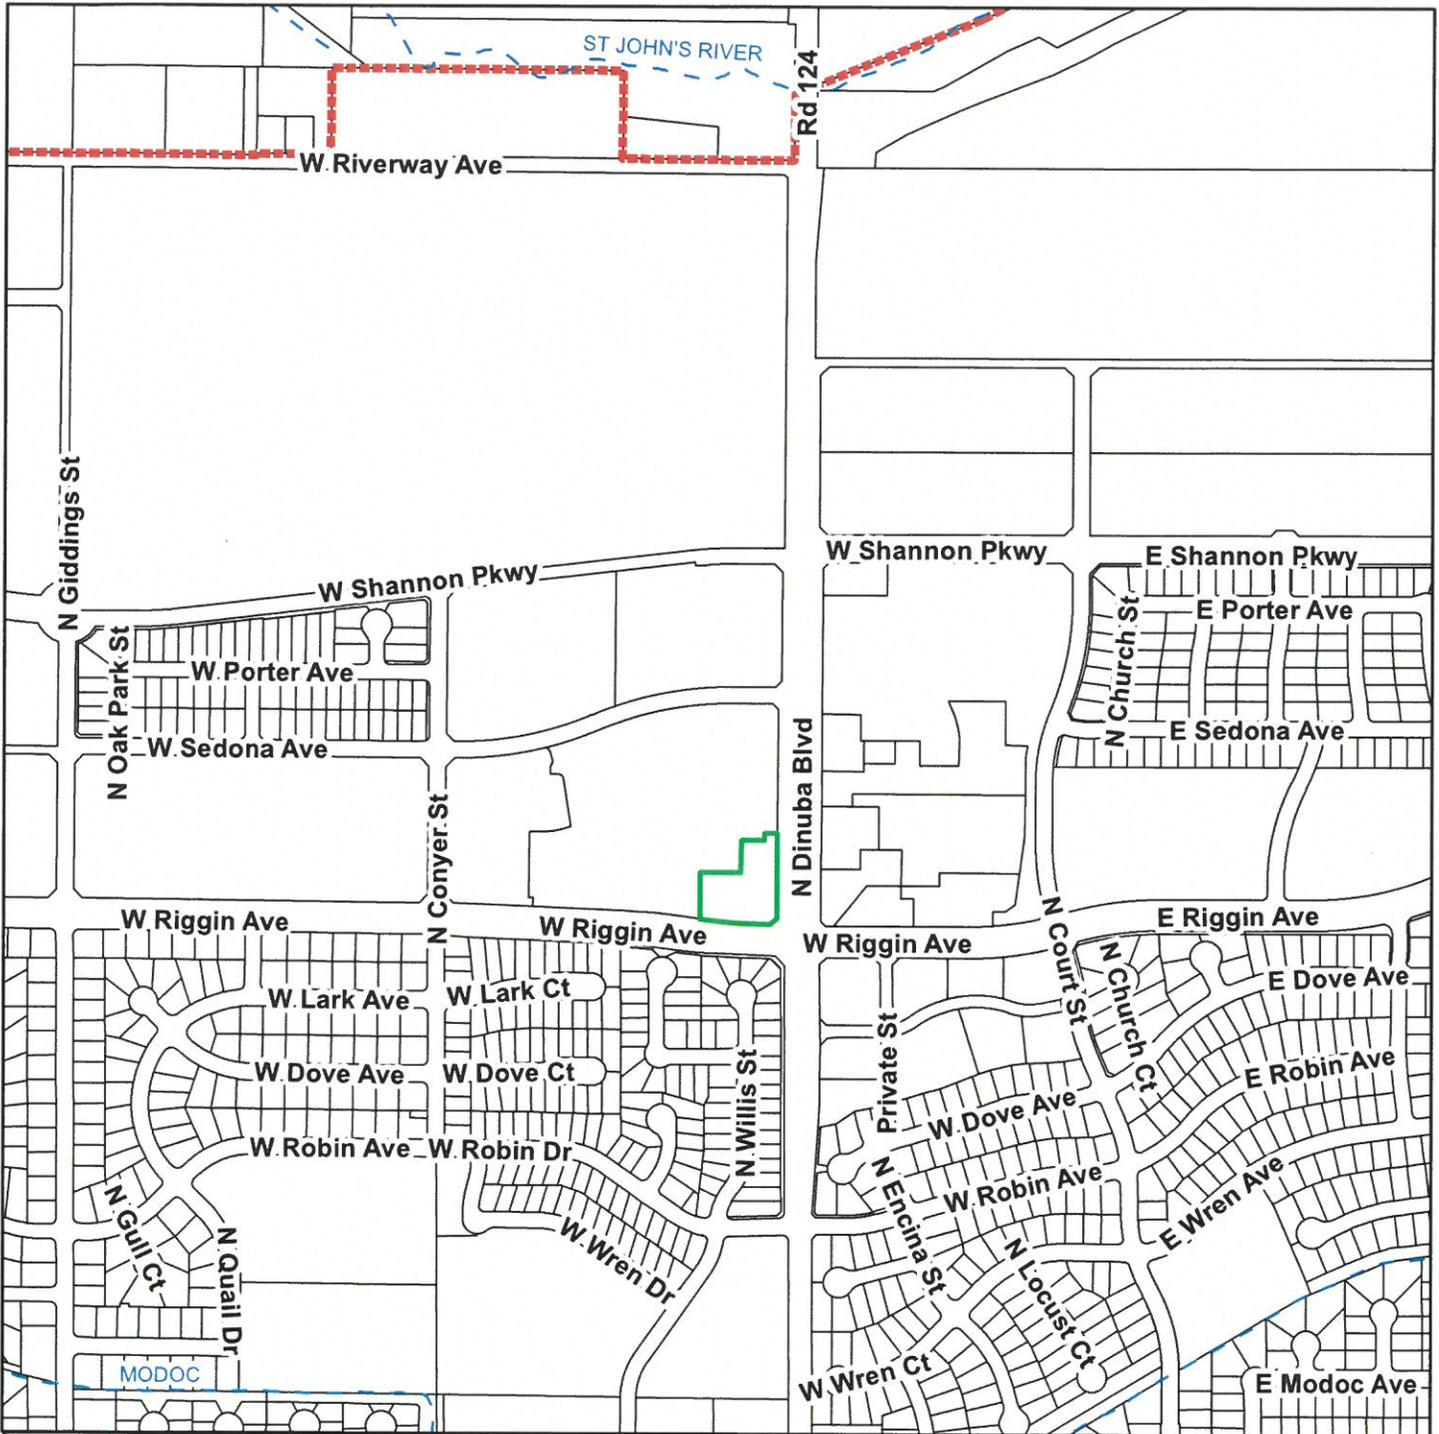 ST JOHN'S RIVER
Rd 124
W Riverway Ave
N Giddings St
W Shannon Pkwy
E Shannon Pkwy
W Shannon Pkwy
E Porter Ave
N Church St
N Oak Park St
W Porter Ave
E Sedona Ave
W Sedona Ave
N Dinuba Blvd
N Conyer St
W Riggin Ave
W Riggin Ave
W Riggin Ave
E Riggin Ave
N Court St
N Church Ct
E Dove Ave
W Lark Ave
W Lark Ct
W Dove Ave
W Dove Ct
N Willis St
Private St
E Robin Ave
W Dove Ave
W Robin Ave
W Robin Dr
W Robin Ave
N Encina St
E Wren Ave
N Gull Ct
N Quail Dr
W Wren Dr
N Locust Ct
W Wren Ct
MODOC
E Modoc Ave